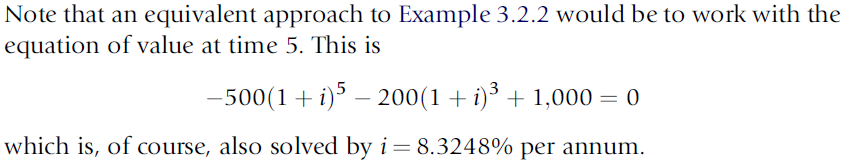 Note that an equivalent approach to Example 3.2.2 would be to work with the
equation of value at time 5. This is
−500(1 + i)⁵ − 200(1 + i)³ + 1,000 = 0
which is, of course, also solved by i = 8.3248% per annum.